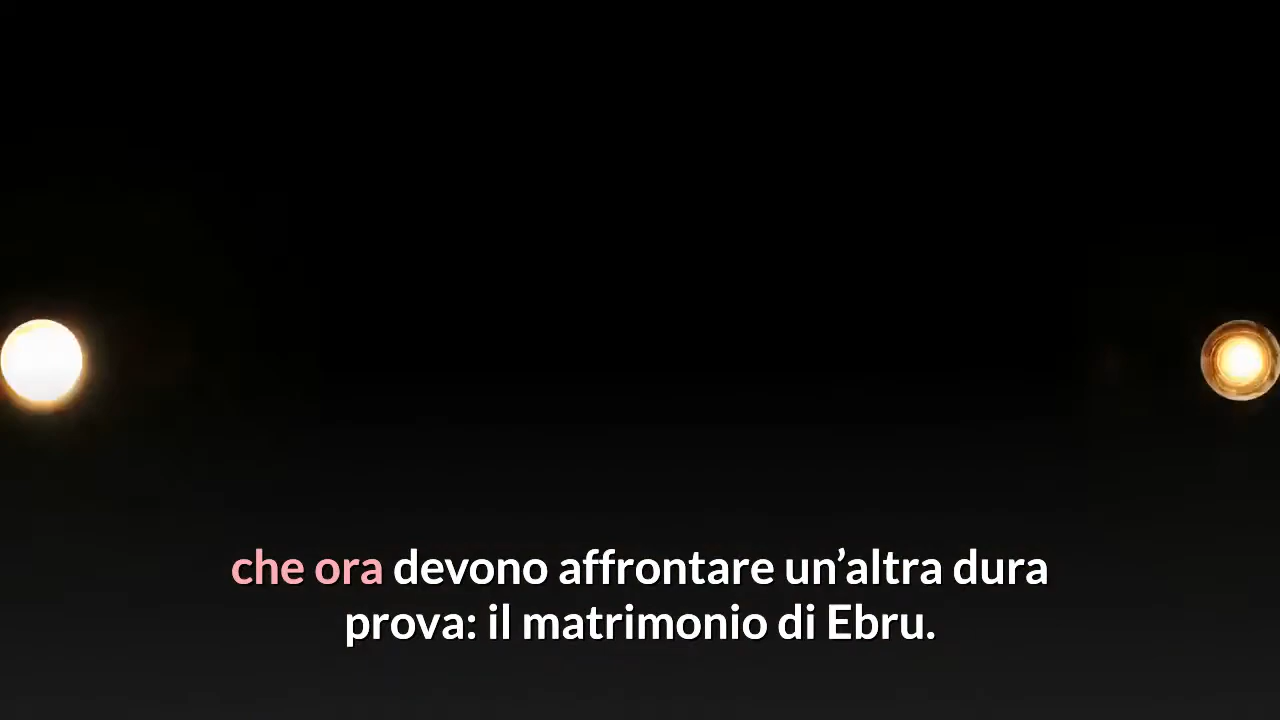 che ora devono affrontare un’altra dura
prova: il matrimonio di Ebru.